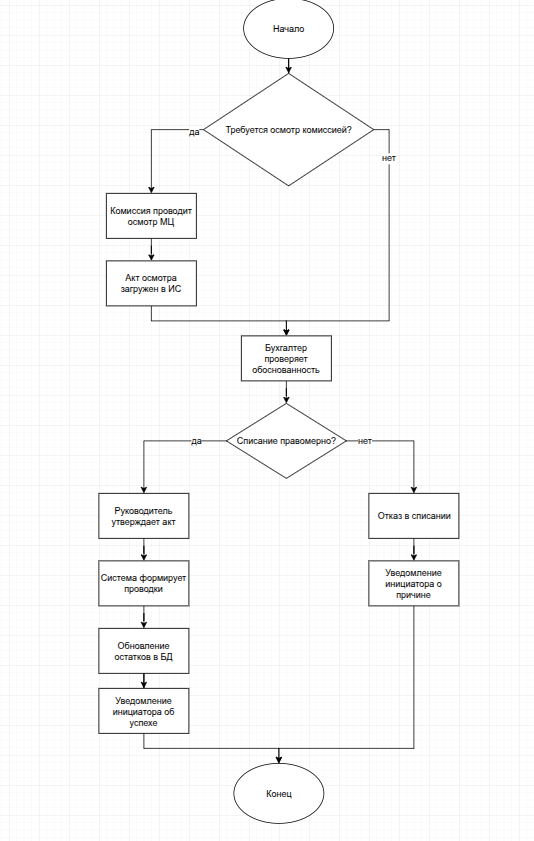 Начало
Требуется осмотр комиссией?
да
нет
Комиссия проводит
осмотр МЦ
Акт осмотра
загружен в ИС
Бухгалтер
проверяет
обоснованность
Списание правомерно?
да
нет
Руководитель
утверждает акт
Отказ в списании
Система формирует
проводки
Уведомление
инициатора о
причине
Обновление
остатков в БД
Уведомление
инициатора об
успехе
Конец